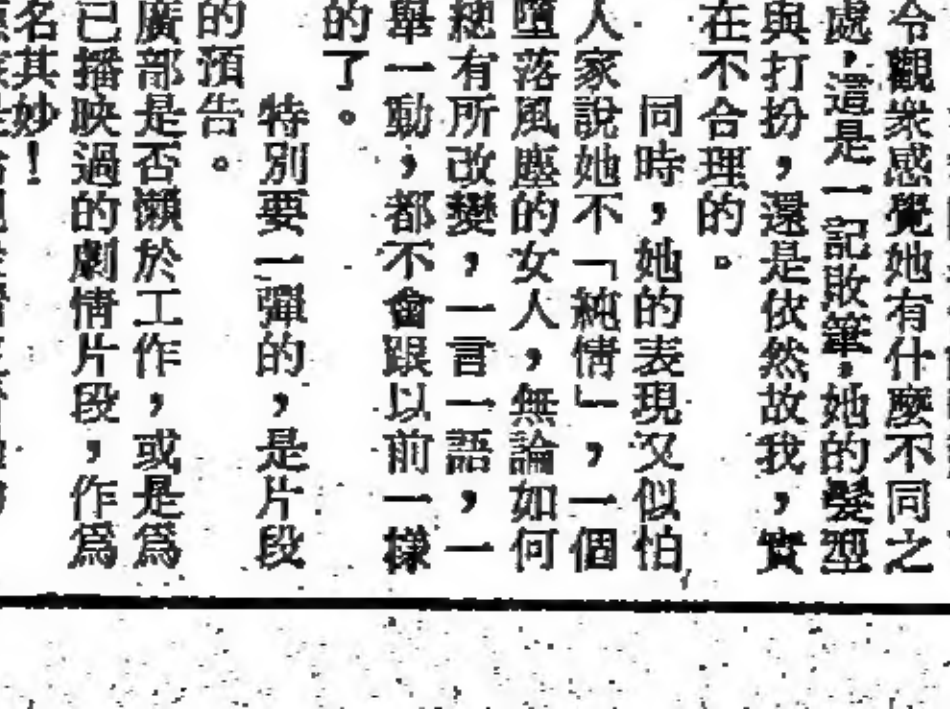 令觀衆感覺她有什麼不同之
處，這是一記敗筆，她的髮型
與打扮，還是依然故我，實
在不合理的。
同時，她的表現又似怕
人家說她不「純情」，一個
墮落風塵的女人，無論如何
總有所改變，一言一語，一
舉一動，都不會跟以前一樣
的了。
特別要一彈的，是片段
的預告。
廣部是否懶於工作，或是爲
已播映過的劇情片段，作爲
名其妙！